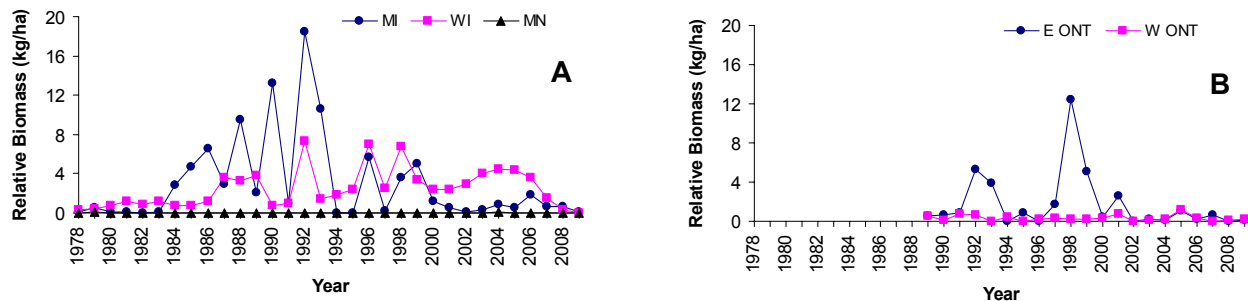 MI WI MN
Relative Biomass (kg/ha)
20
16
12
8
4
0
A
1978 1980 1982 1984 1986 1988 1990 1992 1994 1996 1998 2000 2002 2004 2006 2008
Year
E ONT W ONT
Relative Biomass (kg/ha)
20
16
12
8
4
0
B
1978 1980 1982 1984 1986 1988 1990 1992 1994 1996 1998 2000 2002 2004 2006 2008
Year